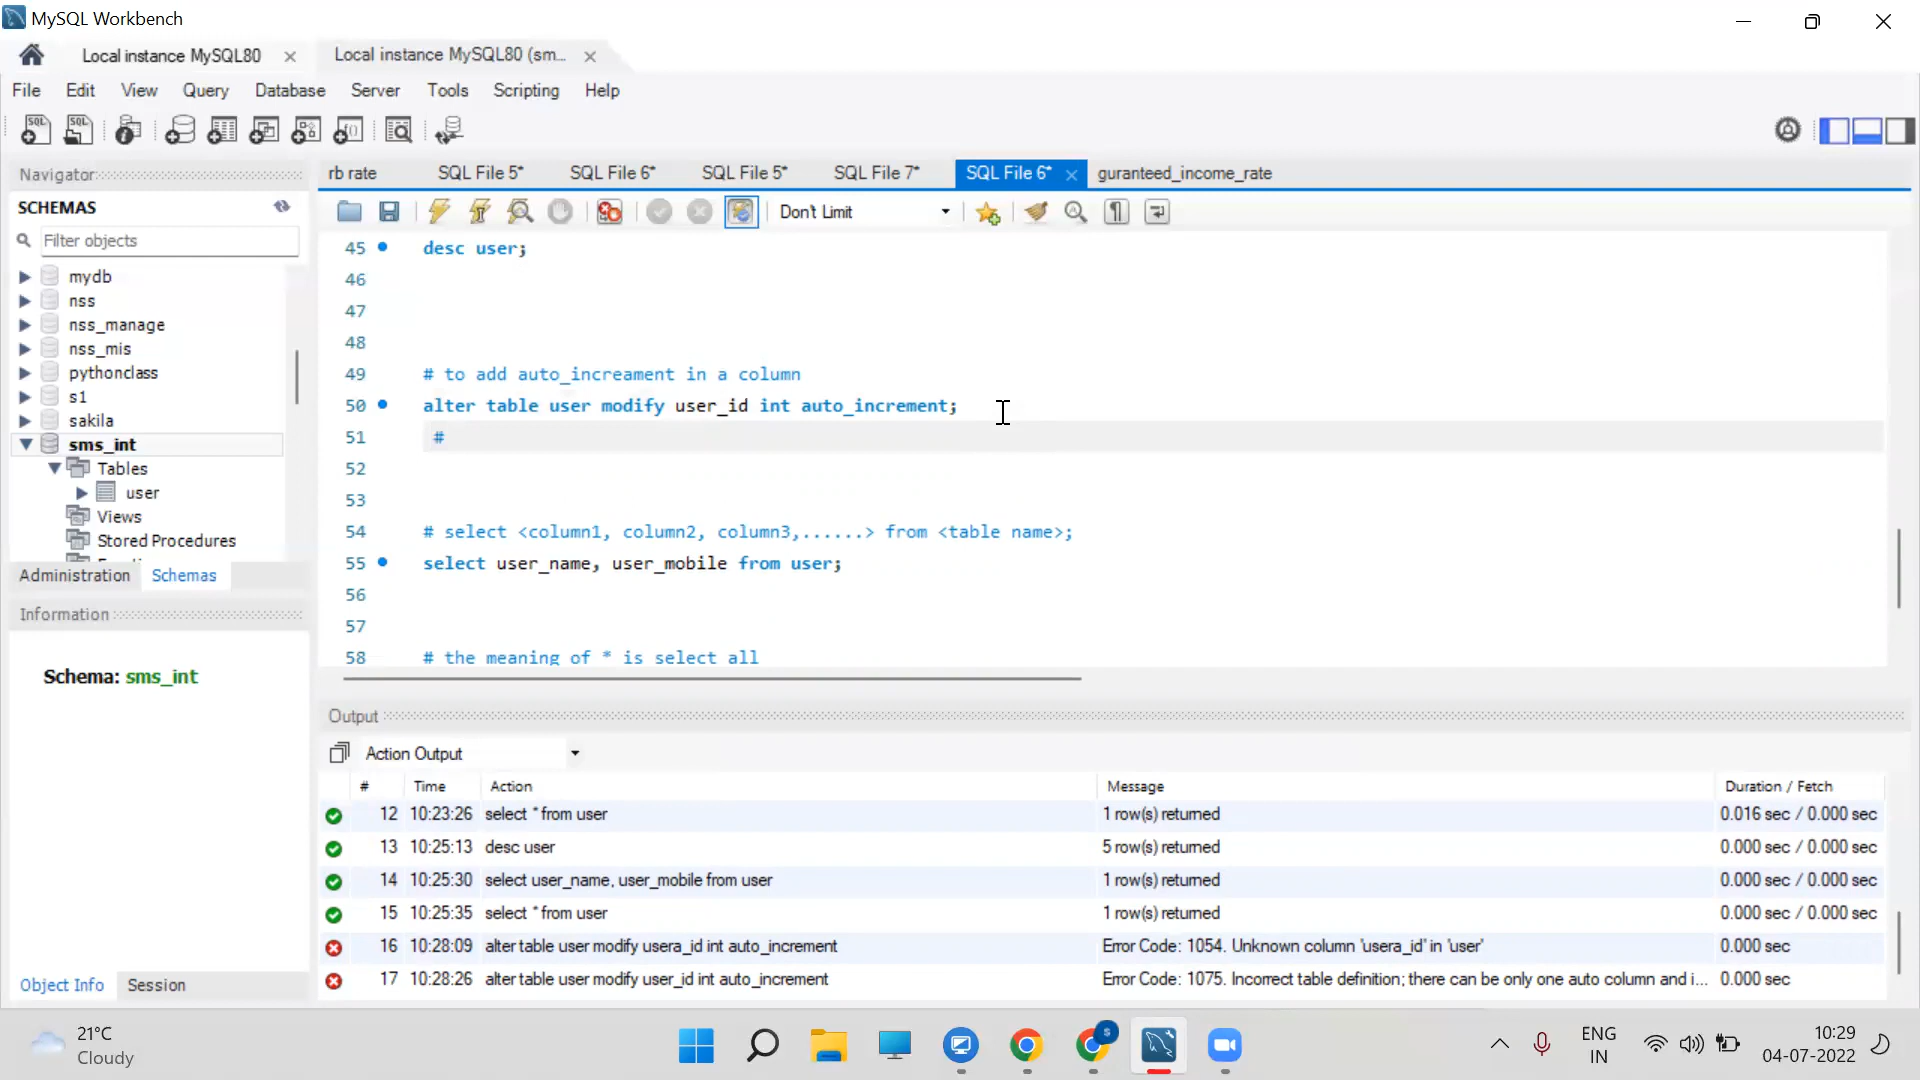 MySQL Workbench
Local instance MySQL80
Local instance MySQL80 (sm...
File Edit View Query Database Server Tools Scripting Help
Navigator
SCHEMAS
Filter objects
mydb
nss
nss_manage
nss_mis
pythonclass
s1
sakila
sms_int
Tables
user
Views
Stored Procedures
Administration Schemas
Information
Schema: sms_int
Object Info Session
rb rate SQL File 5* SQL File 6* SQL File 5* SQL File 7* SQL File 6* guranteed_income_rate
Don't Limit
45 desc user;
46
47
48
49 # to add auto_increament in a column
50 alter table user modify user_id int auto_increment;
51 #
52
53
54 # select <column1, column2, column3,......> from <table name>;
55 select user_name, user_mobile from user;
56
57
58 # the meaning of * is select all
Output
Action Output
# Time Action Message Duration / Fetch
12 10:23:26 select * from user 1 row(s) returned 0.016 sec / 0.000 sec
13 10:25:13 desc user 5 row(s) returned 0.000 sec / 0.000 sec
14 10:25:30 select user_name, user_mobile from user 1 row(s) returned 0.000 sec / 0.000 sec
15 10:25:35 select * from user 1 row(s) returned 0.000 sec / 0.000 sec
16 10:28:09 alter table user modify usera_id int auto_increment Error Code: 1054. Unknown column 'usera_id' in 'user' 0.000 sec
17 10:28:26 alter table user modify user_id int auto_increment Error Code: 1075. Incorrect table definition; there can be only one auto column and i... 0.000 sec
21°C
Cloudy
S
ENG
IN
10:29
04-07-2022